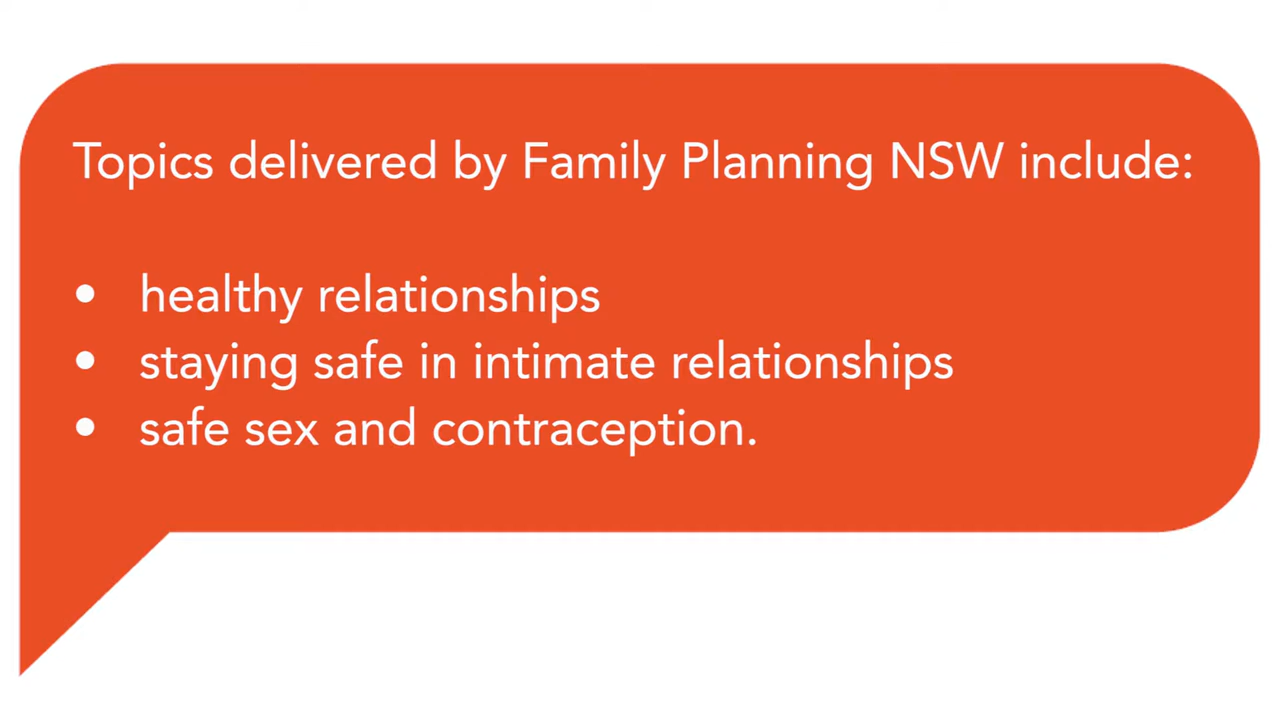 Topics delivered by Family Planning NSW include:
• healthy relationships
• staying safe in intimate relationships
• safe sex and contraception.